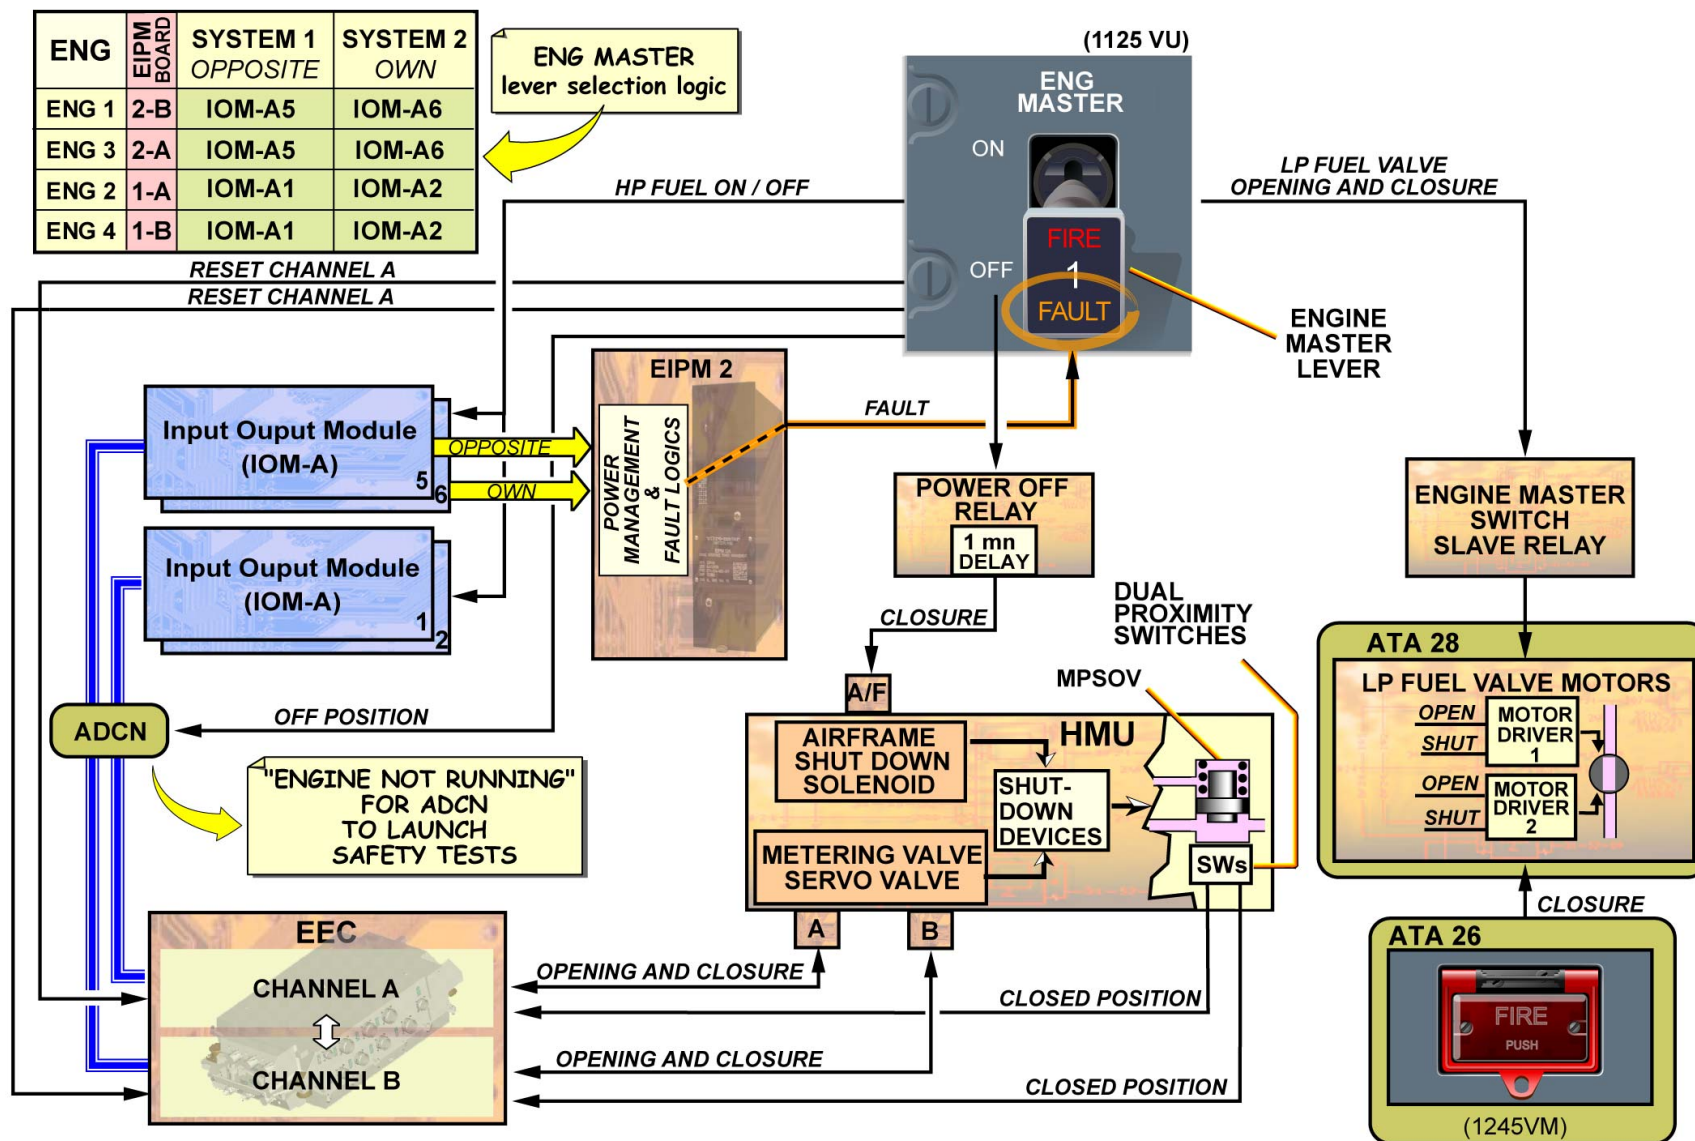 ENG
EIPM
BOARD
SYSTEM 1
OPPOSITE
SYSTEM 2
OWN
ENG 1 2-B IOM-A5 IOM-A6
ENG 3 2-A IOM-A5 IOM-A6
ENG 2 1-A IOM-A1 IOM-A2
ENG 4 1-B IOM-A1 IOM-A2
ENG MASTER
lever selection logic
(1125 VU)
ENG
MASTER
ON
OFF
FIRE
1
FAULT
HP FUEL ON / OFF
LP FUEL VALVE
OPENING AND CLOSURE
RESET CHANNEL A
RESET CHANNEL A
ENGINE
MASTER
LEVER
EIPM 2
POWER
MANAGEMENT
&
FAULT LOGICS
FAULT
Input Ouput Module
(IOM-A)
5
6
OPPOSITE
OWN
Input Ouput Module
(IOM-A)
1
2
POWER OFF
RELAY
1 mn
DELAY
CLOSURE
ENGINE MASTER
SWITCH
SLAVE RELAY
DUAL
PROXIMITY
SWITCHES
MPSOV
ADCN
OFF POSITION
"ENGINE NOT RUNNING"
FOR ADCN
TO LAUNCH
SAFETY TESTS
A/F
HMU
AIRFRAME
SHUT DOWN
SOLENOID
SHUT-
DOWN
DEVICES
METERING VALVE
SERVO VALVE
SWs
A
B
ATA 28
LP FUEL VALVE MOTORS
OPEN
SHUT
MOTOR
DRIVER
1
OPEN
SHUT
MOTOR
DRIVER
2
CLOSURE
ATA 26
FIRE
PUSH
(1245VM)
EEC
CHANNEL A
CHANNEL B
OPENING AND CLOSURE
CLOSED POSITION
OPENING AND CLOSURE
CLOSED POSITION